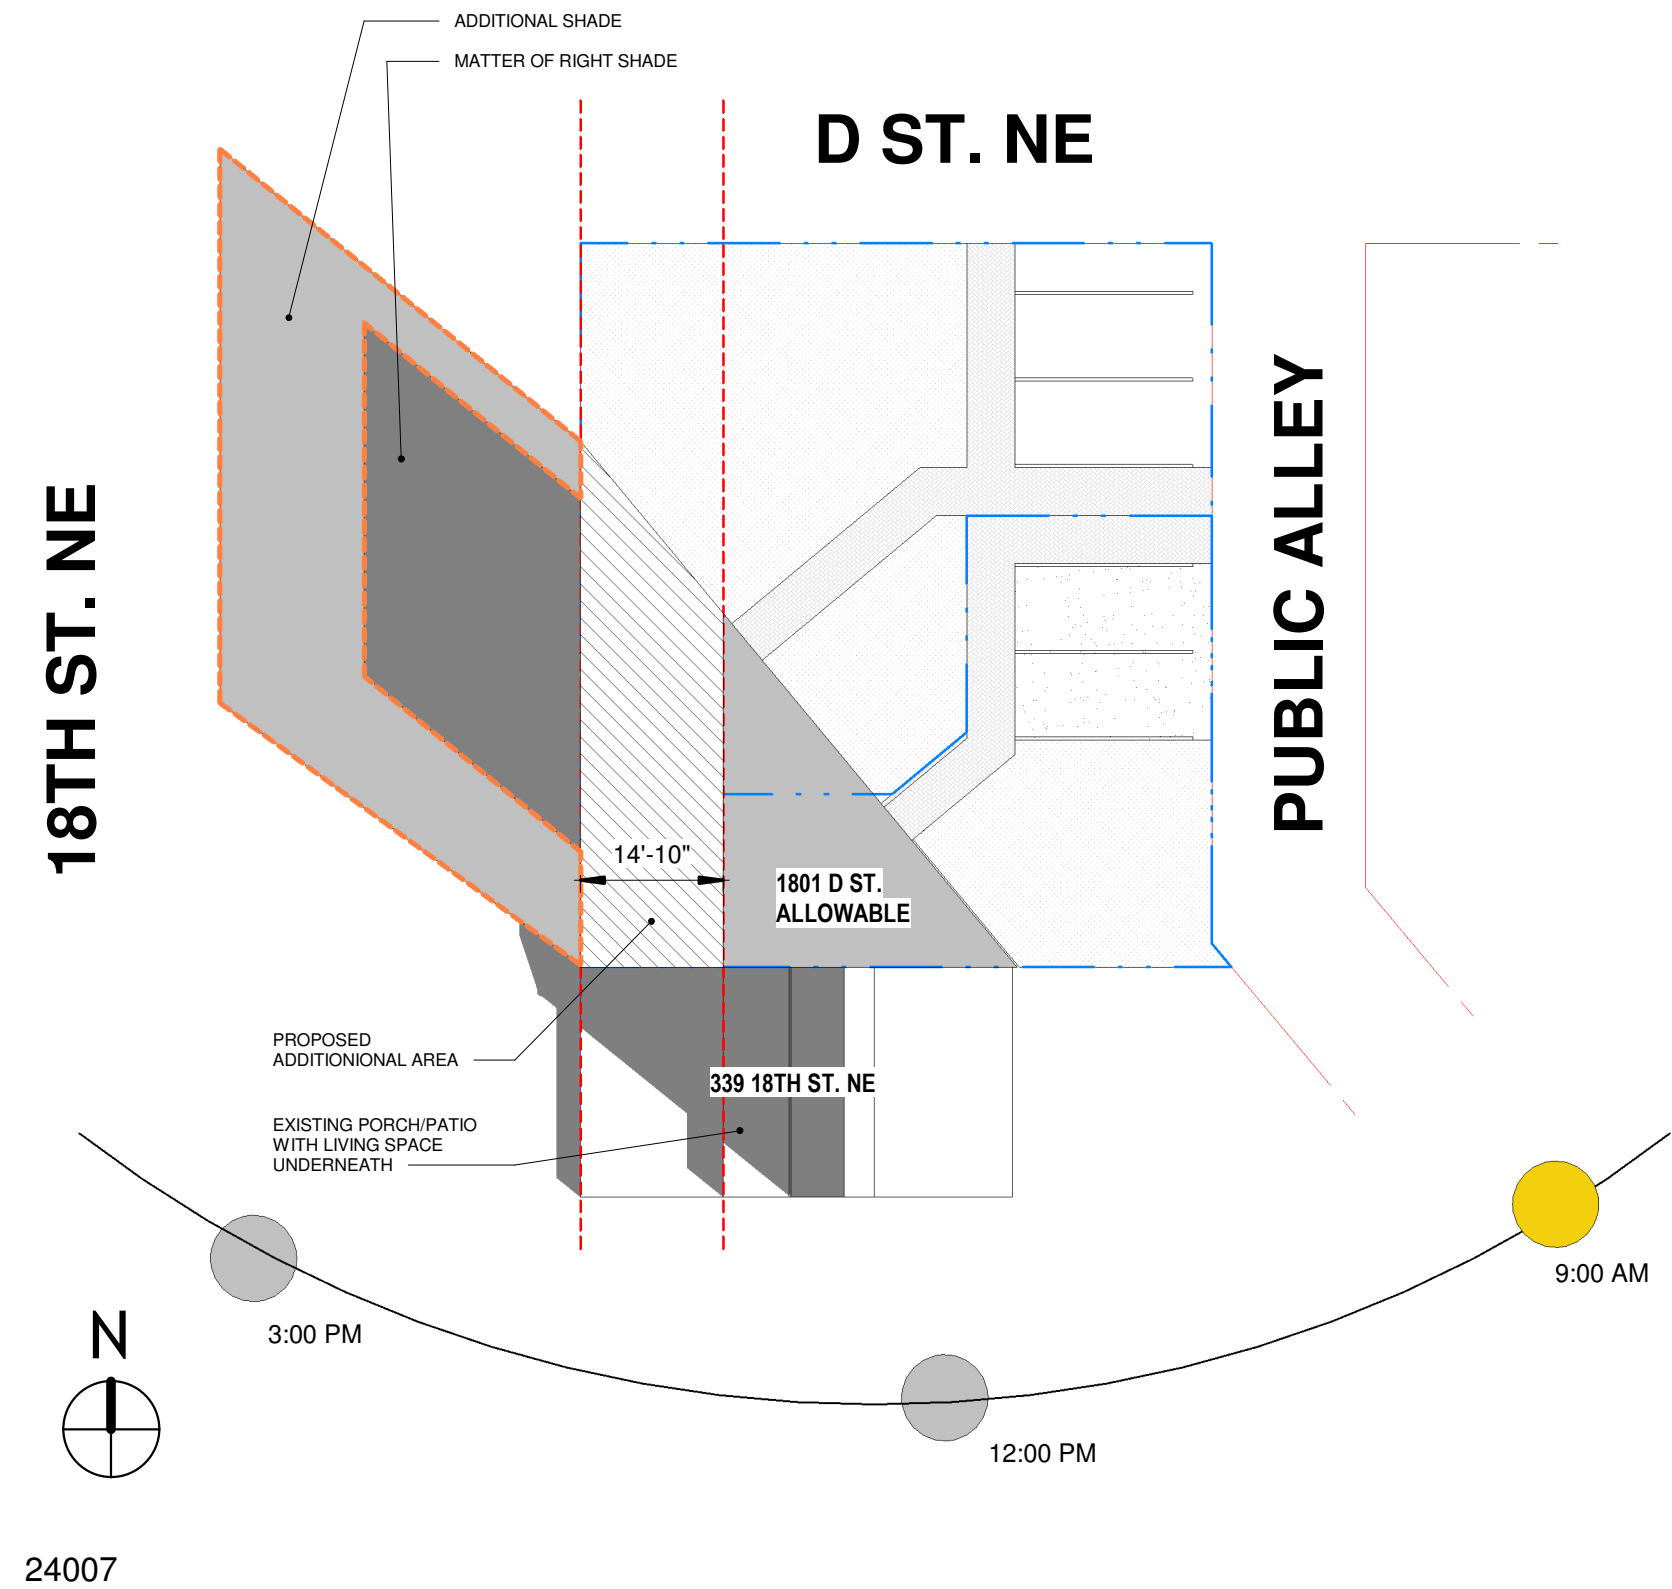 ADDITIONAL SHADE
MATTER OF RIGHT SHADE
D ST. NE
18TH ST. NE
PUBLIC ALLEY
14'-10"
1801 D ST.
ALLOWABLE
PROPOSED
ADDITIONIONAL AREA
339 18TH ST. NE
EXISTING PORCH/PATIO
WITH LIVING SPACE
UNDERNEATH
9:00 AM
3:00 PM
12:00 PM
N
24007